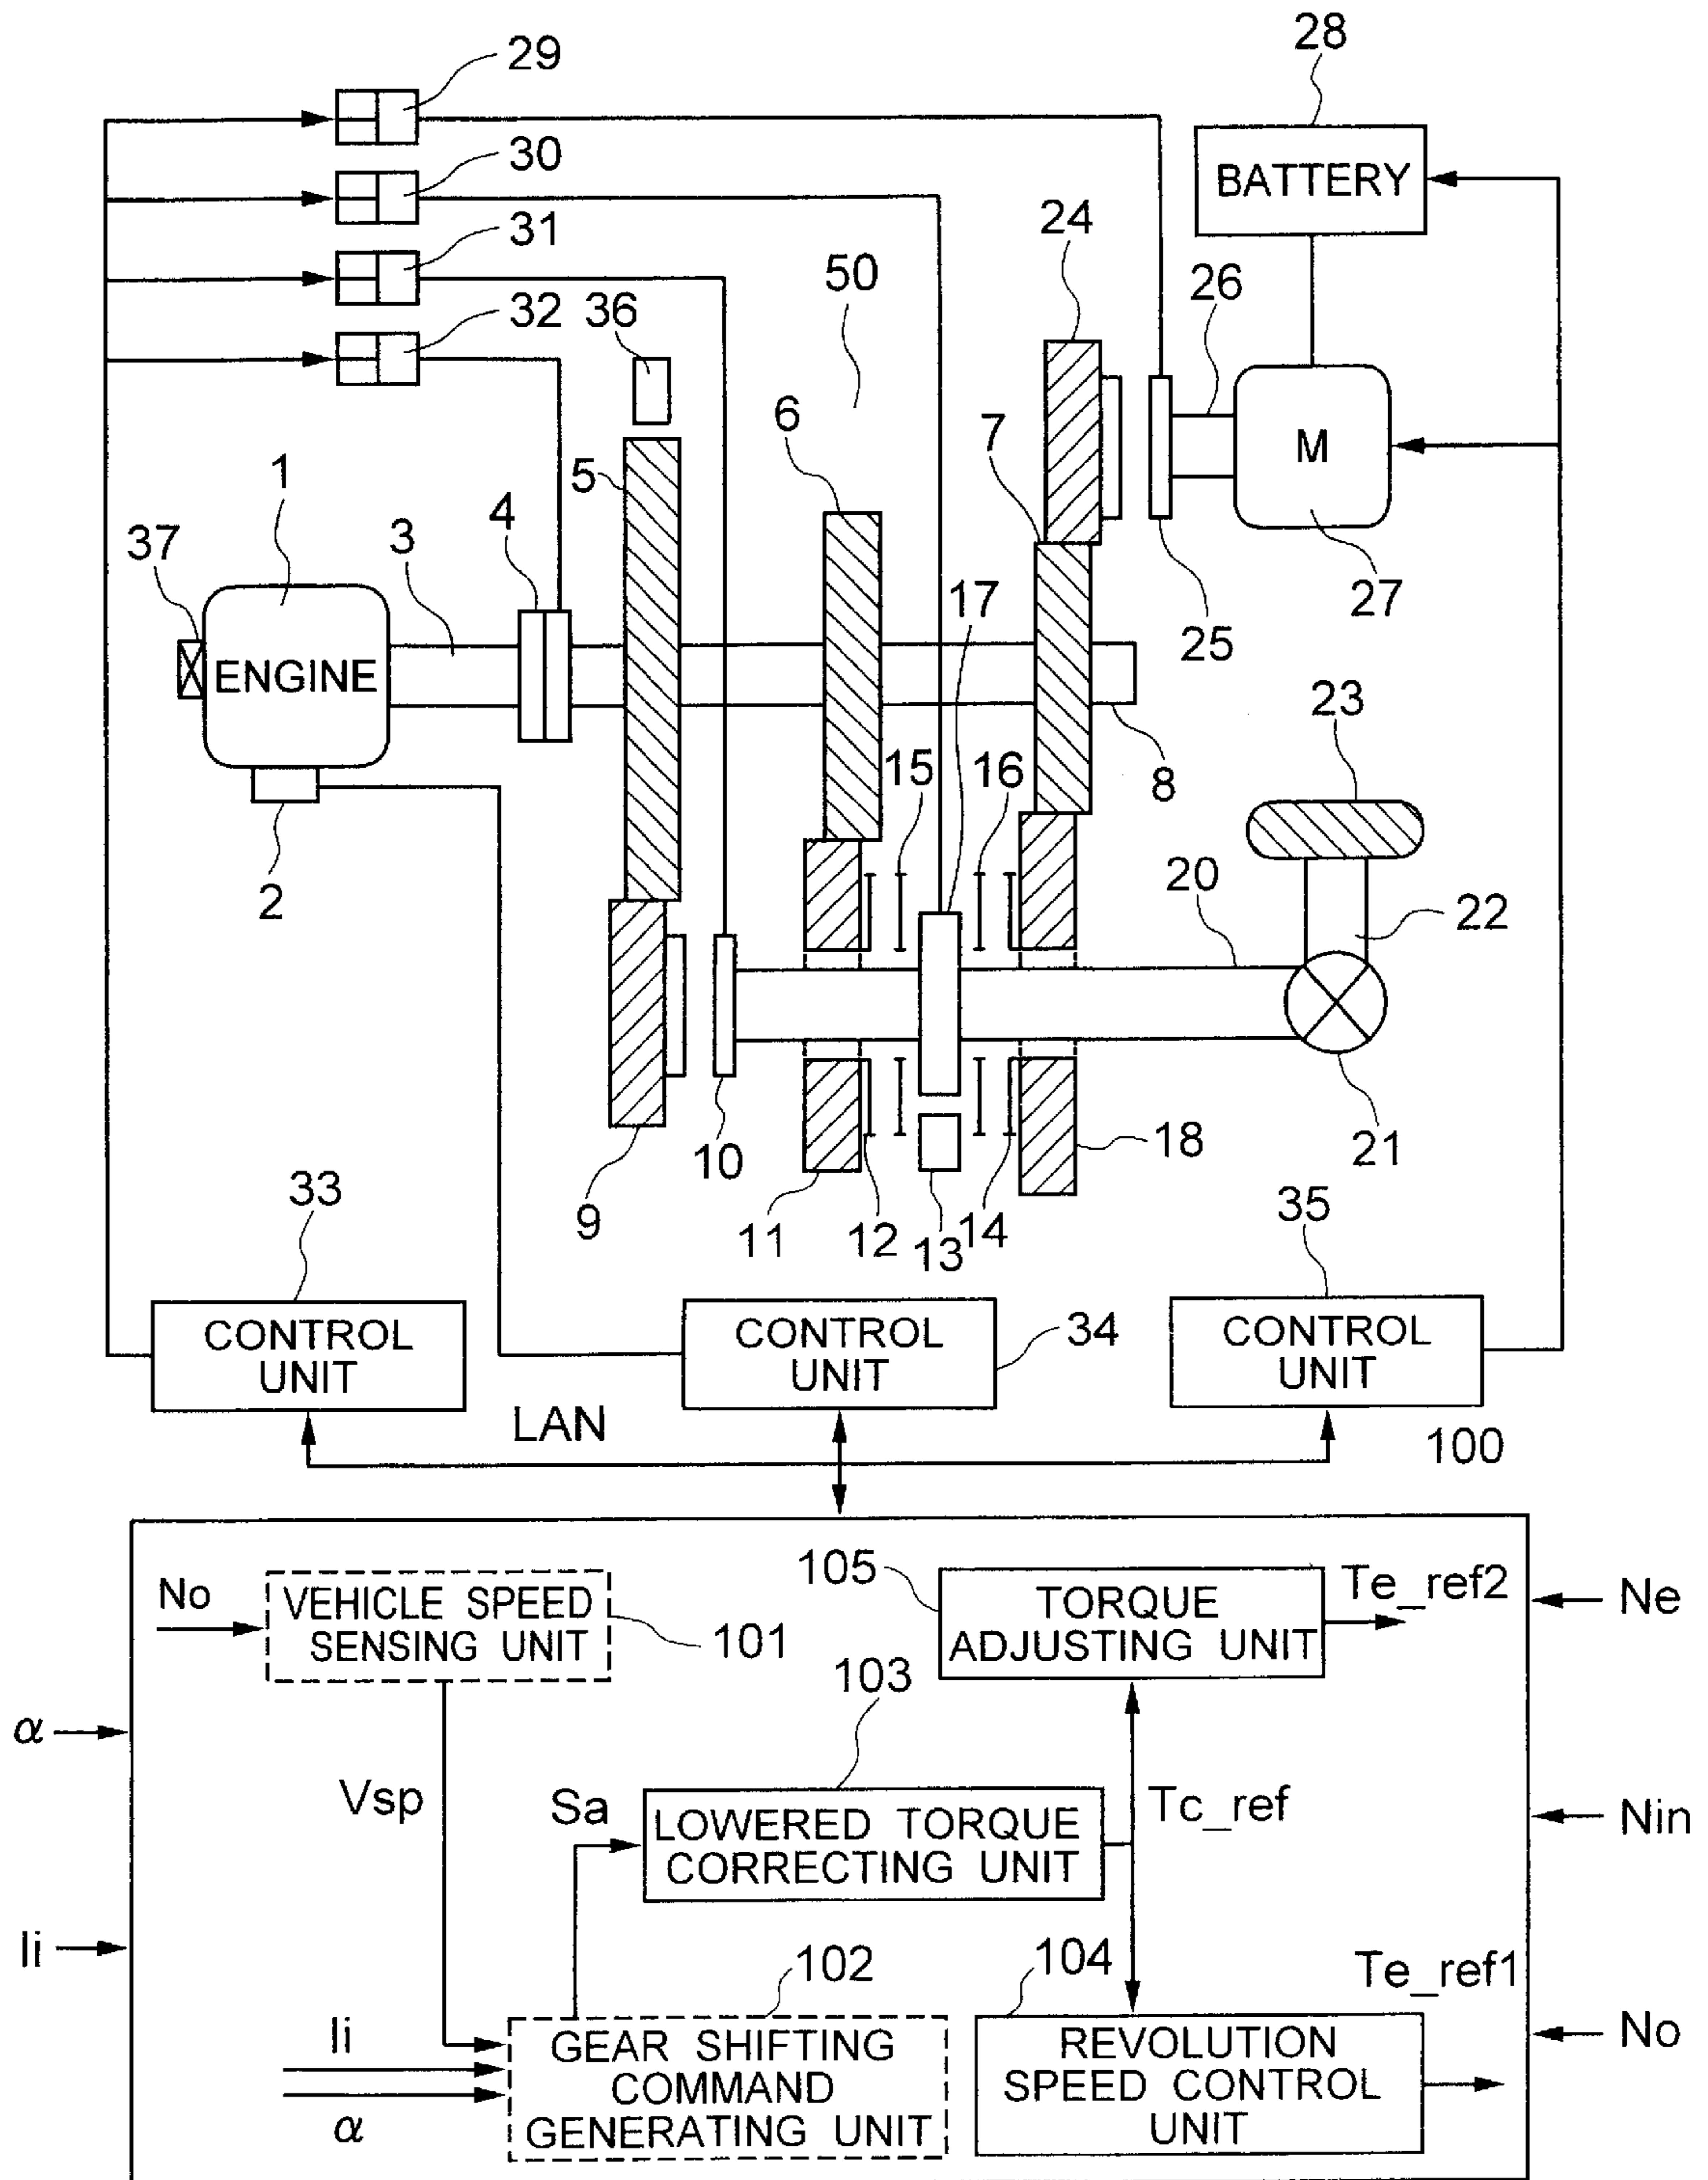 29
28
30
BATTERY
24
31
50
26
32
36
6
7
M
1
5
4
37
3
17
27
25
ENGINE
23
15
16
8
2
20
22
10
18
21
33
9
11
12
13
14
35
CONTROL
UNIT
CONTROL
UNIT
34
CONTROL
UNIT
LAN
100
No
VEHICLE SPEED
SENSING UNIT
101
105
TORQUE
ADJUSTING UNIT
Te_ref2
Ne
103
α
Vsp
Sa
LOWERED TORQUE
CORRECTING UNIT
Tc_ref
Nin
Ii
102
104
Te_ref1
Ii
α
GEAR SHIFTING
COMMAND
GENERATING UNIT
REVOLUTION
SPEED CONTROL
UNIT
No